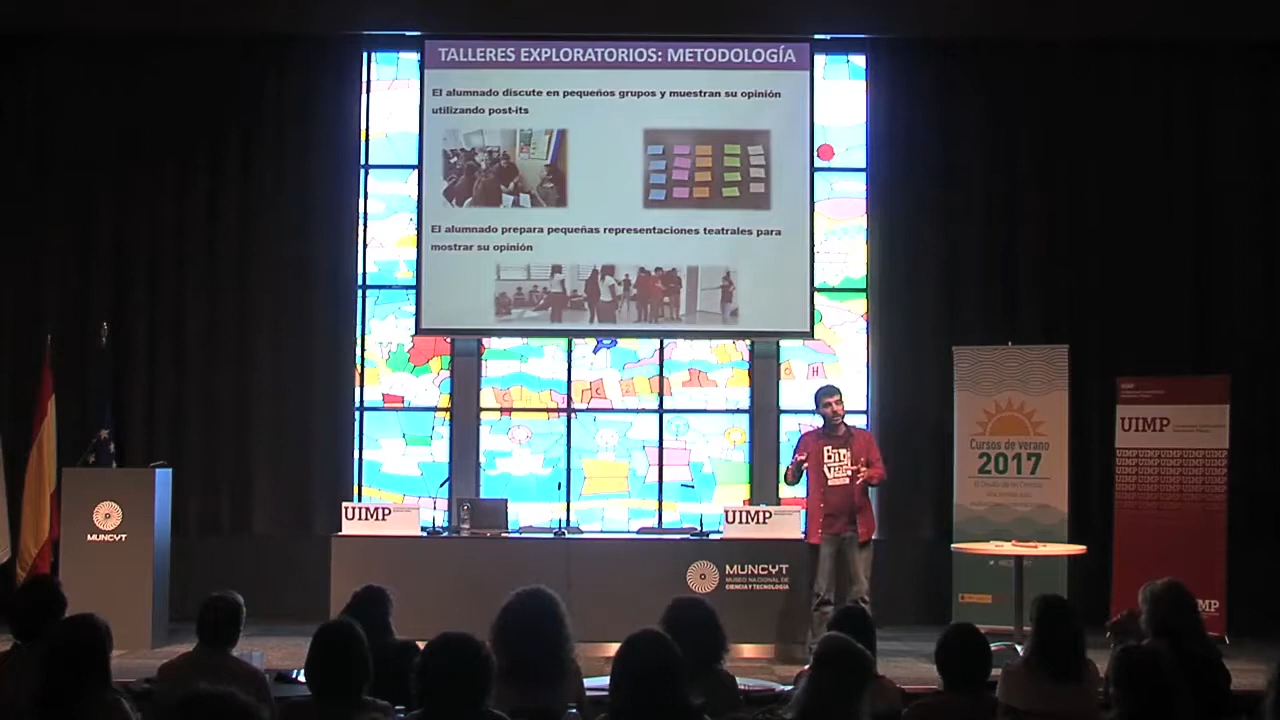 TALLERES EXPLORATORIOS: METODOLOGÍA
El alumnado discute en pequeños grupos y muestran su opinión
utilizando post-its
El alumnado prepara pequeñas representaciones teatrales para
mostrar su opinión
MUNCYT
UIMP
UIMP
MUNCYT
MUSEO NACIONAL DE
CIENCIA Y TECNOLOGÍA
Big
Van
Cursos de verano
2017
UIMP